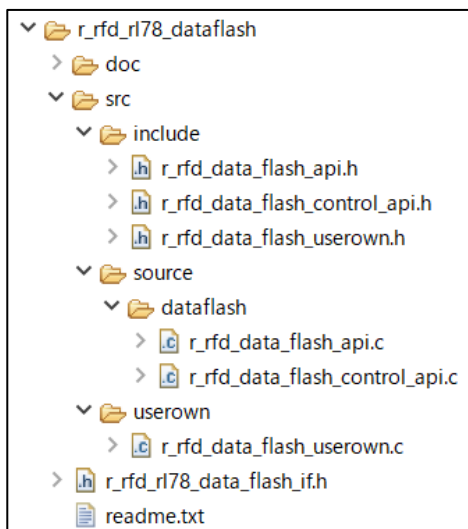 r_rfd_rl78_dataflash
doc
src
include
r_rfd_data_flash_api.h
r_rfd_data_flash_control_api.h
r_rfd_data_flash_userown.h
source
dataflash
r_rfd_data_flash_api.c
r_rfd_data_flash_control_api.c
userown
r_rfd_data_flash_userown.c
r_rfd_rl78_data_flash_if.h
readme.txt